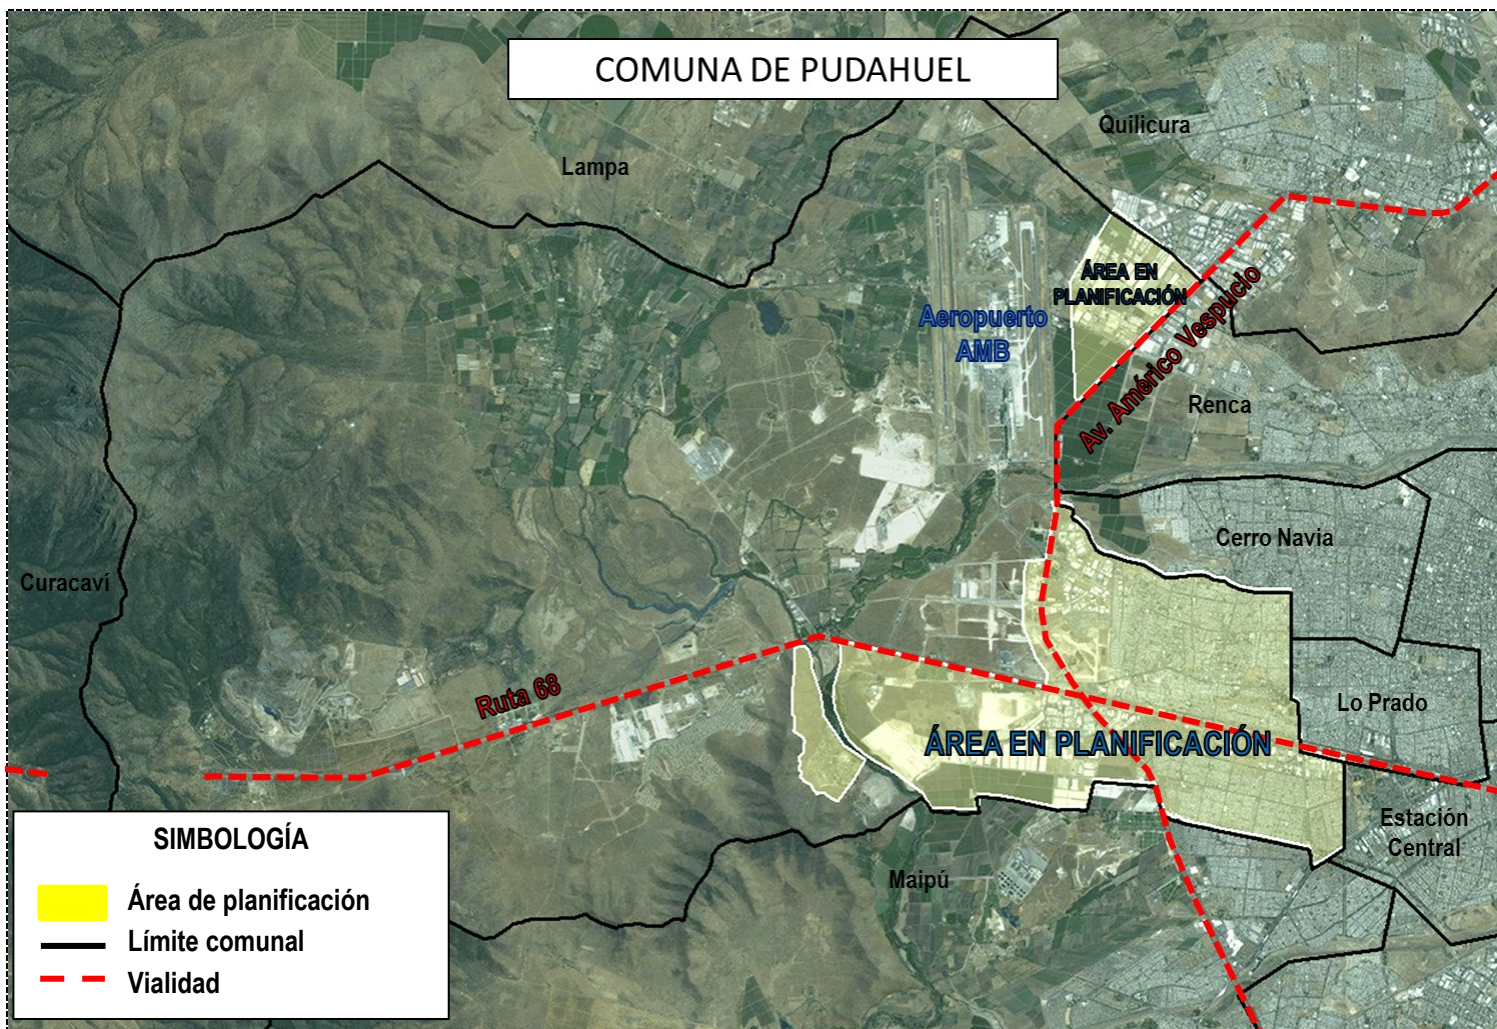 COMUNA DE PUDAHUEL
Quilicura
Lampa
ÁREA EN
PLANIFICACIÓN
Aeropuerto
AMB
Av. Américo Vespucio
Renca
Cerro Navia
Curacaví
Ruta 68
Lo Prado
ÁREA EN PLANIFICACIÓN
Estación
Central
Maipú
SIMBOLOGÍA
Área de planificación
Límite comunal
Vialidad